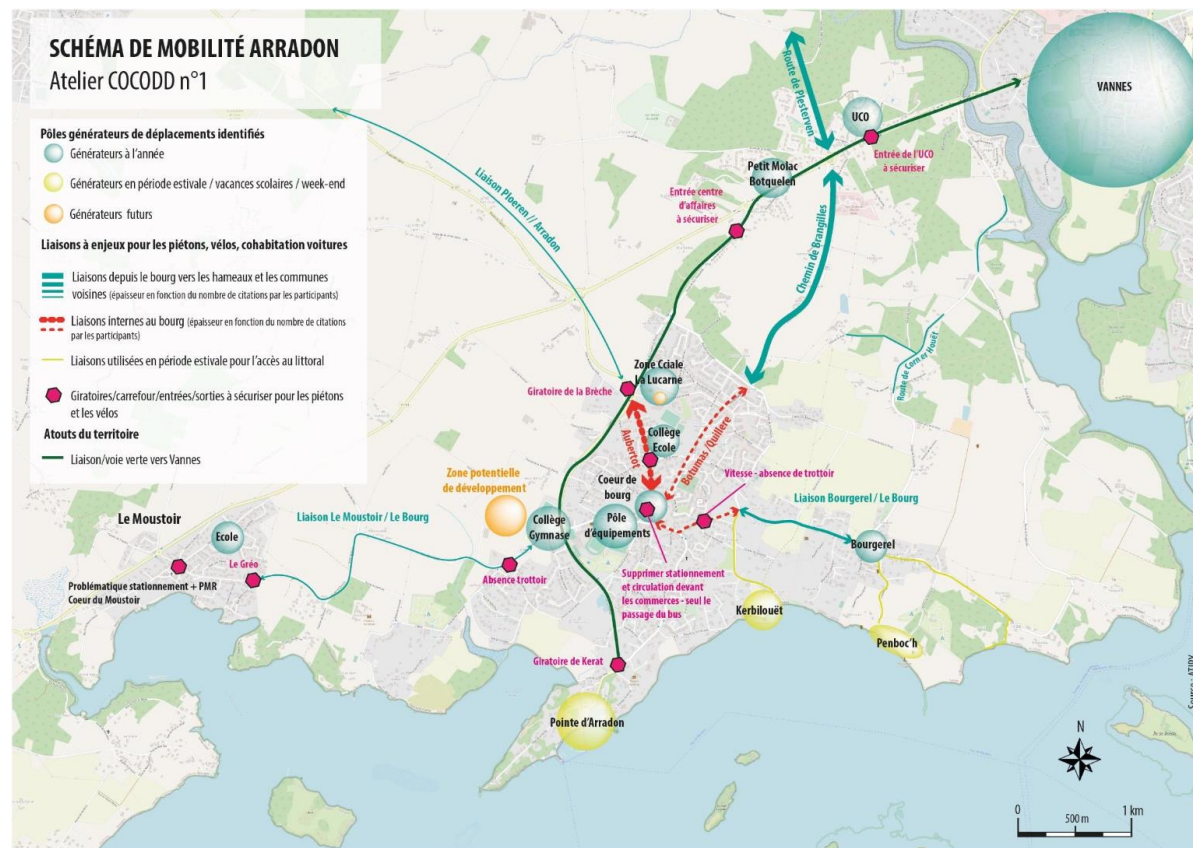 SCHÉMA DE MOBILITÉ ARRADON
Atelier COCODD n°1
Pôles générateurs de déplacements identifiés
Générateurs à l'année
Générateurs en période estivale / vacances scolaires / week-end
Générateurs futurs
Liaisons à enjeux pour les piétons, vélos, cohabitation voitures
Liaisons depuis le bourg vers les hameaux et les communes
voisines (épaisseur en fonction du nombre de citations par les participants)
Liaisons internes au bourg (épaisseur en fonction du nombre de citations
par les participants)
Liaisons utilisées en période estivale pour l'accès au littoral
Giratoires/carrefour/entrées/sorties à sécuriser pour les piétons
et les vélos
Atouts du territoire
Liaison/voie verte vers Vannes
VANNES
Route de Plesterven
UCO
Entrée de l'UCO
à sécuriser
Petit Molac
Botquelen
Entrée centre
d'affaires
à sécuriser
Liaison Ploeren // Arradon
Chemin de Brangilles
Route de Corn er Houët
Zone Cciale
La Lucarne
Giratoire de la Brèche
Aubertot
Collège
Ecole
Botumas /Quillere
Coeur de
bourg
Vitesse - absence de trottoir
Zone potentielle
de développement
Liaison Bourgerel / Le Bourg
Le Moustoir
Liaison Le Moustoir / Le Bourg
Collège
Gymnase
Pôle
d'équipements
Ecole
Bourgerel
Le Gréo
Absence trottoir
Problématique stationnement + PMR
Coeur du Moustoir
Supprimer stationnement
et circulation devant
les commerces - seul le
passage du bus
Kerbilouët
Penboc'h
Giratoire de Kerat
Pointe d'Arradon
N
0
500 m
1 km